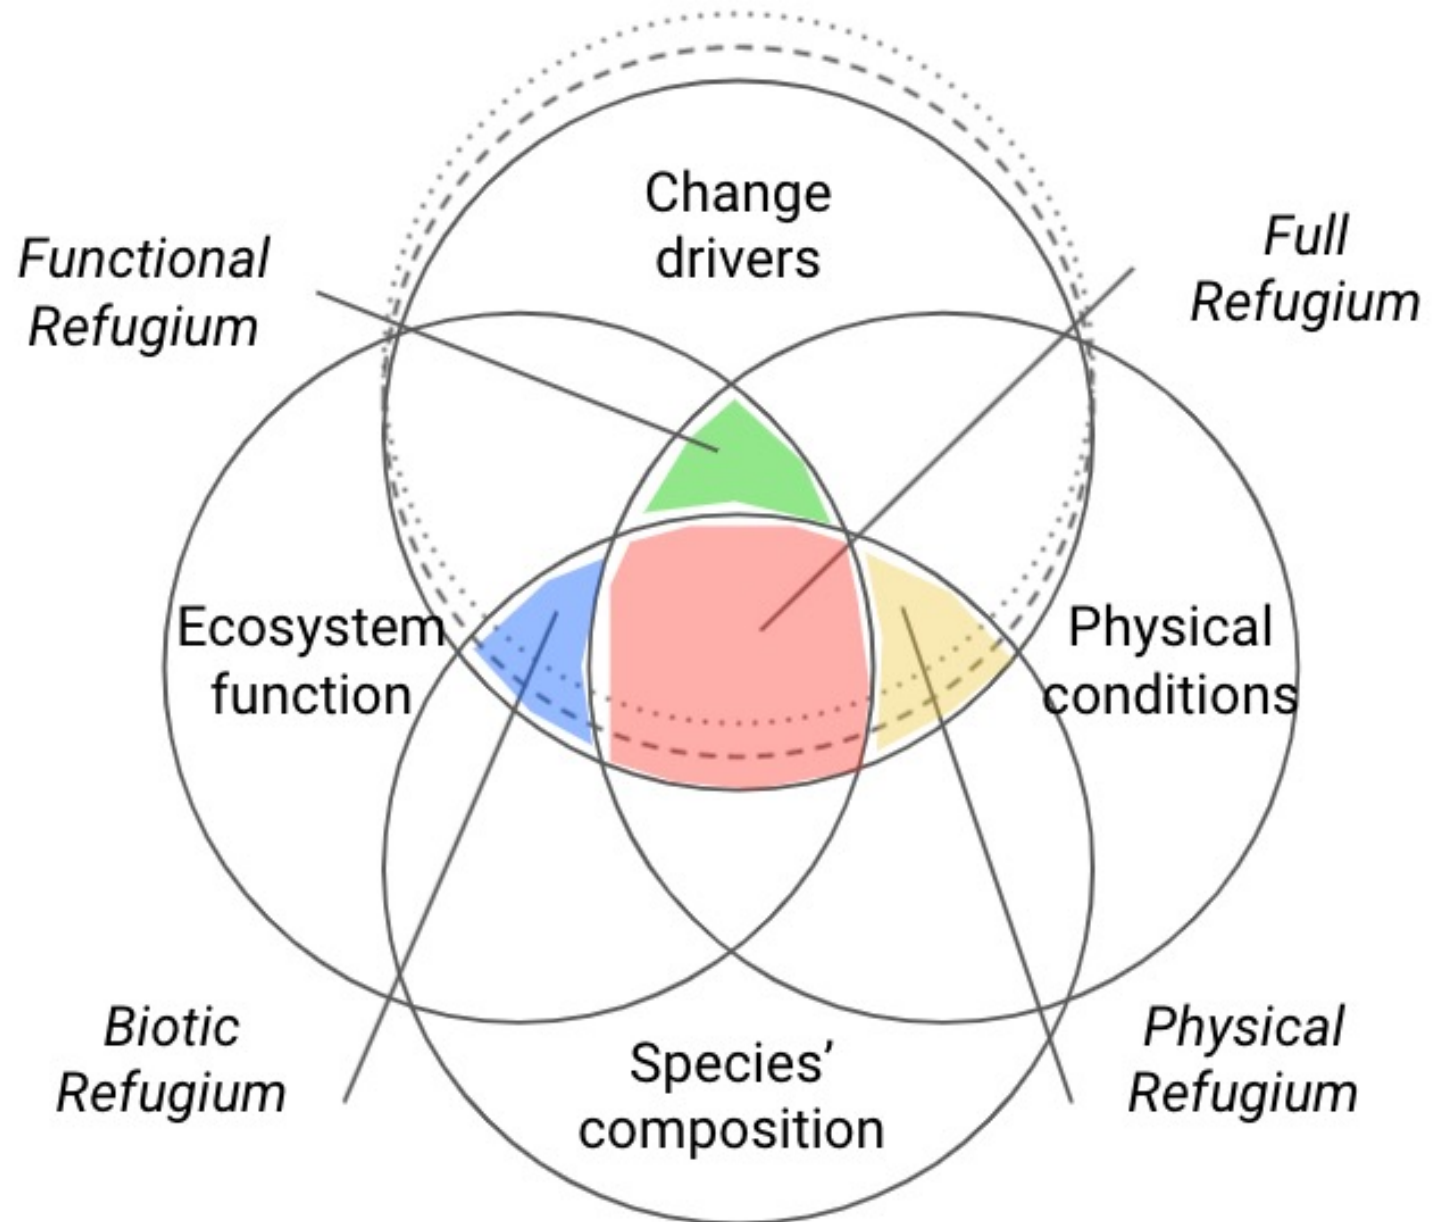 Change
drivers
Functional
Refugium
Full
Refugium
Ecosystem
function
Physical
conditions
Biotic
Refugium
Species’
composition
Physical
Refugium